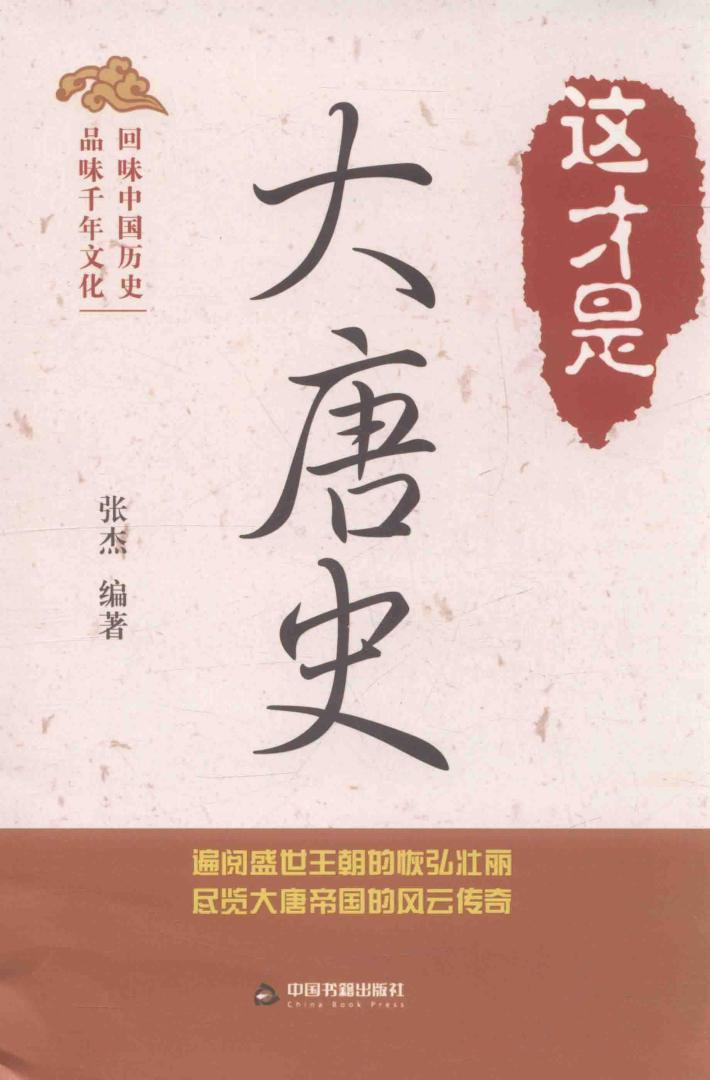 这才是
大唐史
回味中国历史
品味千年文化
张杰 编著
遍阅盛世王朝的恢弘壮丽
尽览大唐帝国的风云传奇
中国书籍出版社
China Book Press